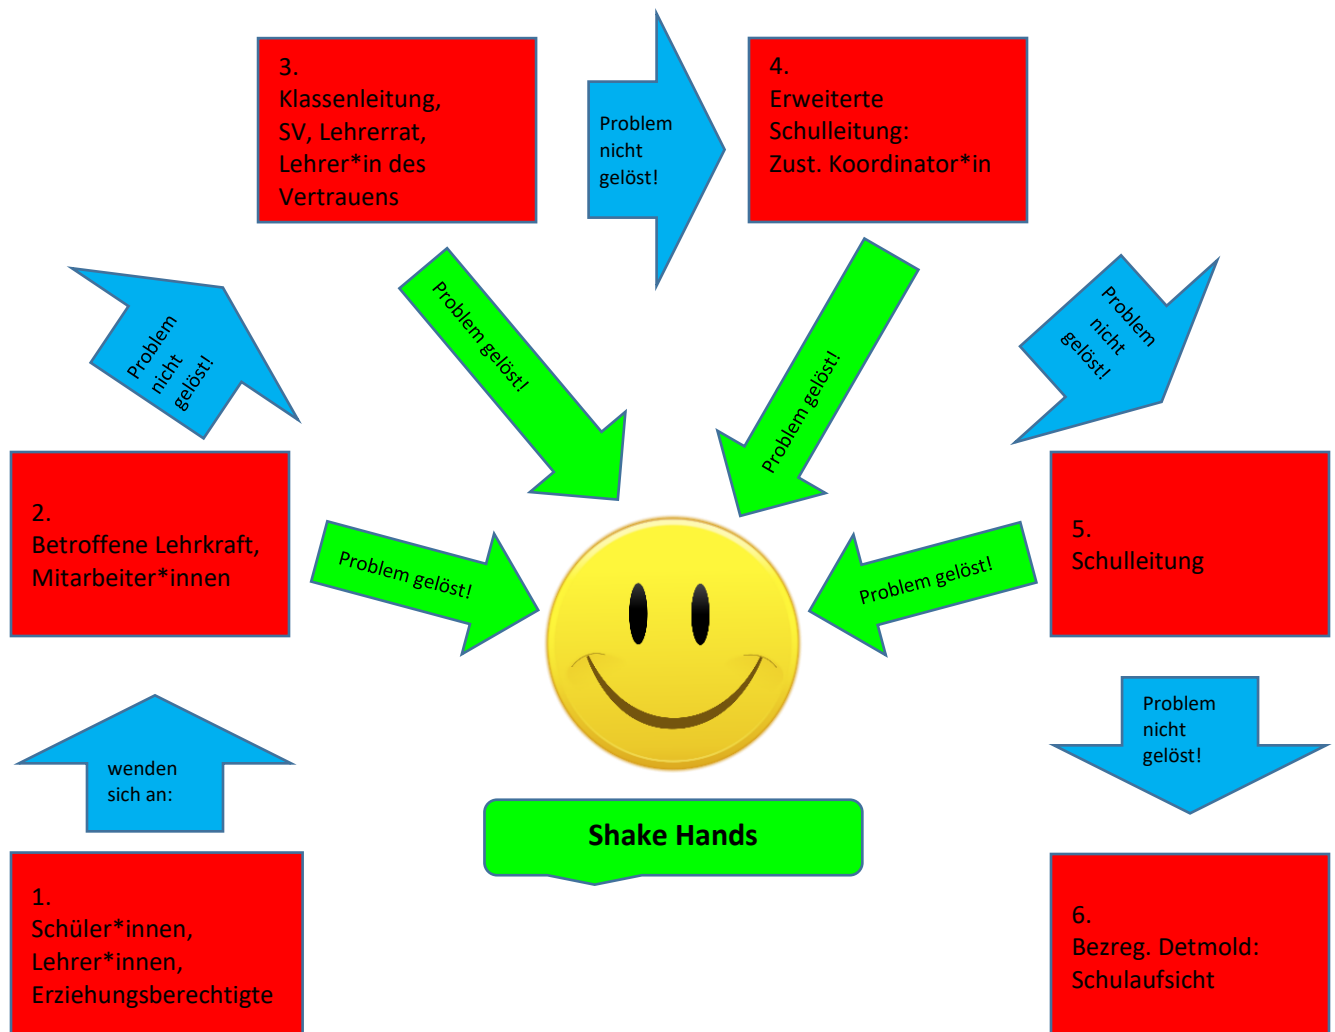 3.
Klassenleitung,
SV, Lehrerrat,
Lehrer*in des
Vertrauens
Problem
nicht
gelöst!
4.
Erweiterte
Schulleitung:
Zust. Koordinator*in
Problem
nicht
gelöst!
Problem gelöst!
Problem gelöst!
Problem
nicht
gelöst!
2.
Betroffene Lehrkraft,
Mitarbeiter*innen
Problem gelöst!
Problem gelöst!
5.
Schulleitung
wenden
sich an:
Problem
nicht
gelöst!
Shake Hands
1.
Schüler*innen,
Lehrer*innen,
Erziehungsberechtigte
6.
Bezreg. Detmold:
Schulaufsicht